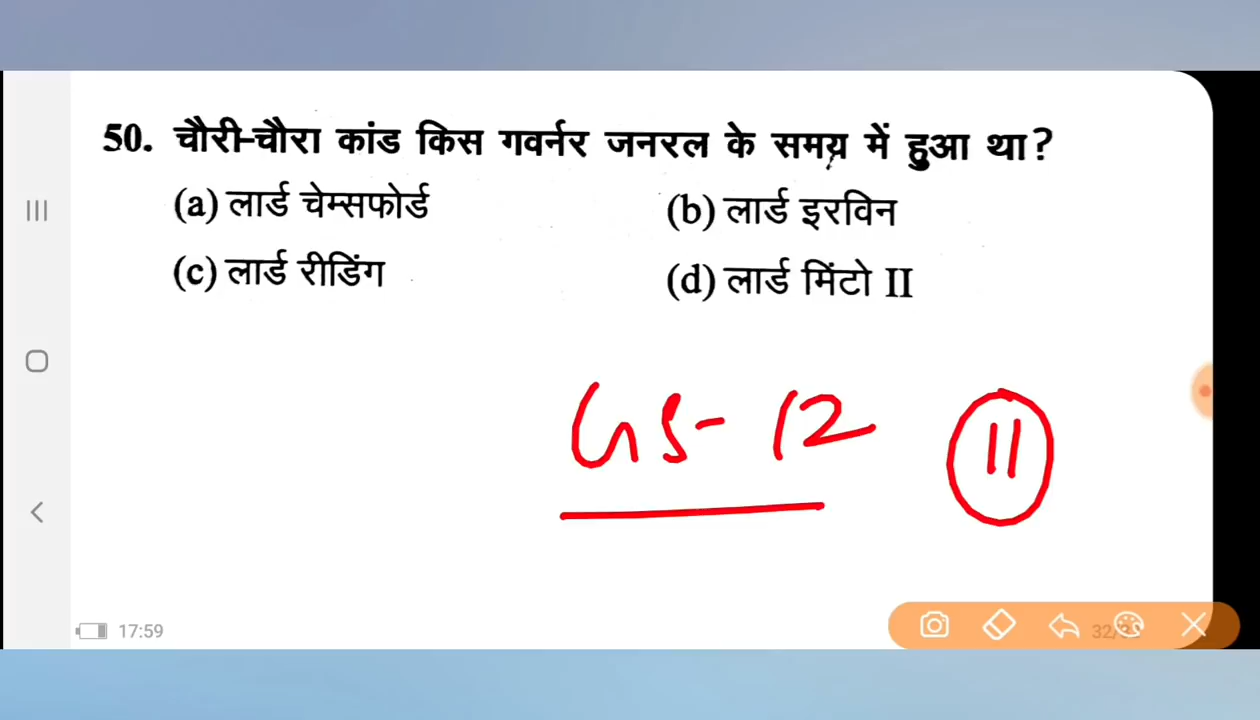 50. चौरी-चौरा कांड किस गवर्नर जनरल के समय में हुआ था?
(a) लार्ड चेम्सफोर्ड (b) लार्ड इरविन
(c) लार्ड रीडिंग (d) लार्ड मिंटो II
GS-12 11
17:59